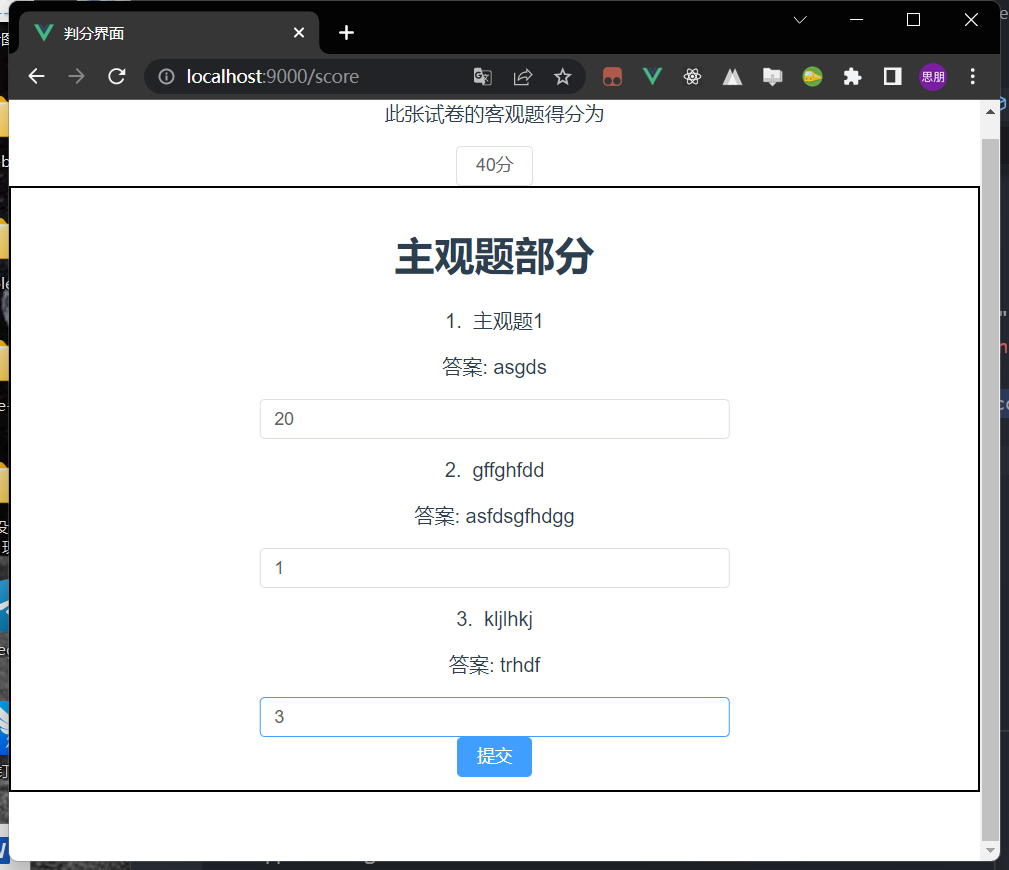 判分界面
localhost:9000/score
思朋
此张试卷的客观题得分为
40分
主观题部分
1. 主观题1
答案: asgds
20
2. gffghfdd
答案: asfdsgfhdgg
1
3. kljlhkj
答案: trhdf
3
提交